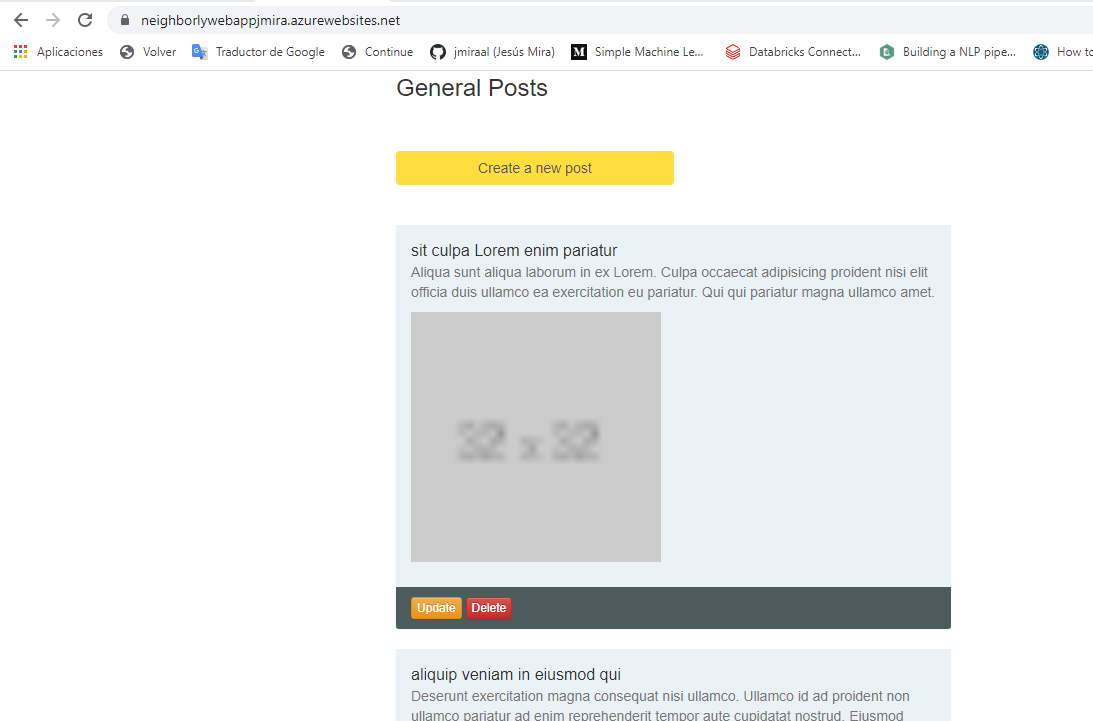 neighborlywebappjmira.azurewebsites.net
Aplicaciones Volver Traductor de Google Continue jmiraal (Jesús Mira) M Simple Machine Le... Databricks Connect... Building a NLP pipe... How to
General Posts
Create a new post
sit culpa Lorem enim pariatur
Aliqua sunt aliqua laborum in ex Lorem. Culpa occaecat adipisicing proident nisi elit
officia duis ullamco ea exercitation eu pariatur. Qui qui pariatur magna ullamco amet.
32 x 32
Update Delete
aliquip veniam in eiusmod qui
Deserunt exercitation magna consequat nisi ullamco. Ullamco id ad proident non
ullamco pariatur ad enim reprehenderit tempor aute cupidatat nostrud. Eiusmod